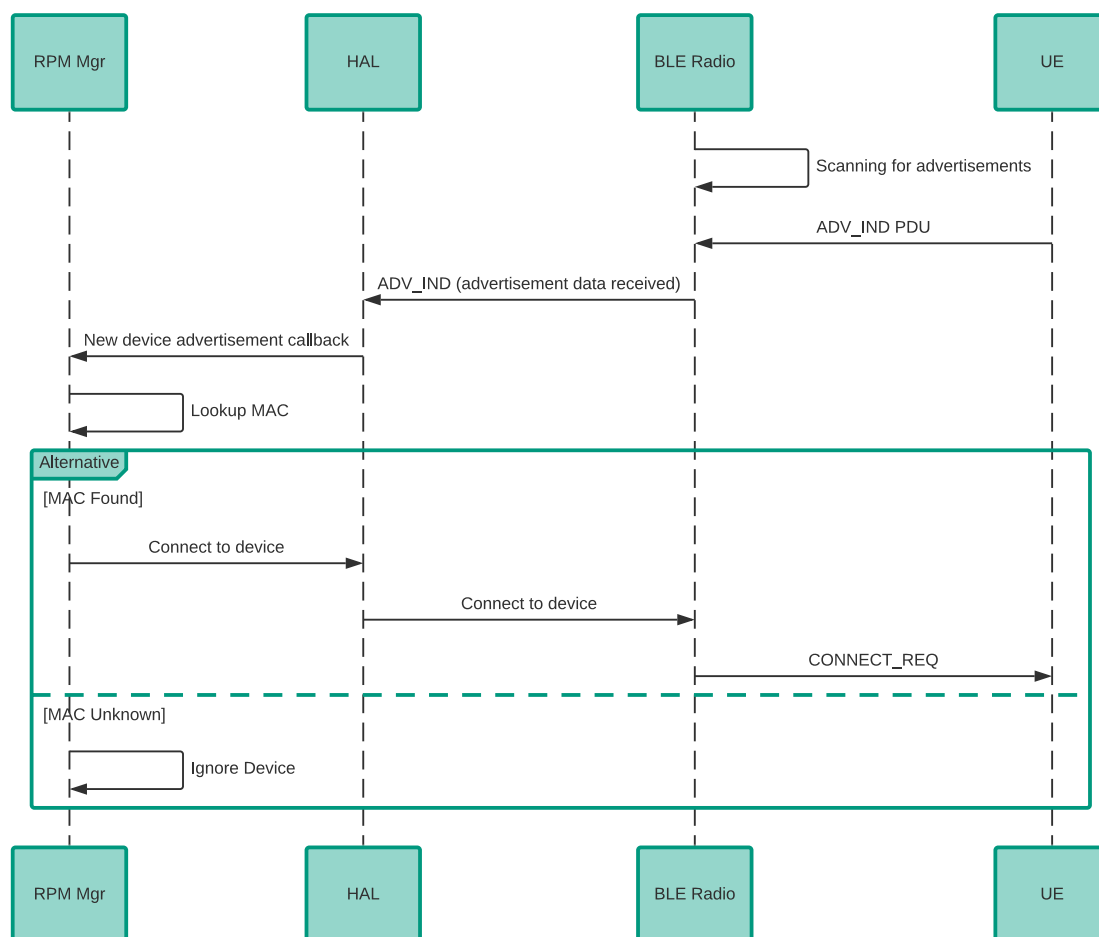 RPM Mgr
HAL
BLE Radio
UE
Scanning for advertisements
ADV_IND PDU
ADV_IND (advertisement data received)
New device advertisement callback
Lookup MAC
Alternative
[MAC Found]
Connect to device
Connect to device
CONNECT_REQ
[MAC Unknown]
Ignore Device
RPM Mgr
HAL
BLE Radio
UE